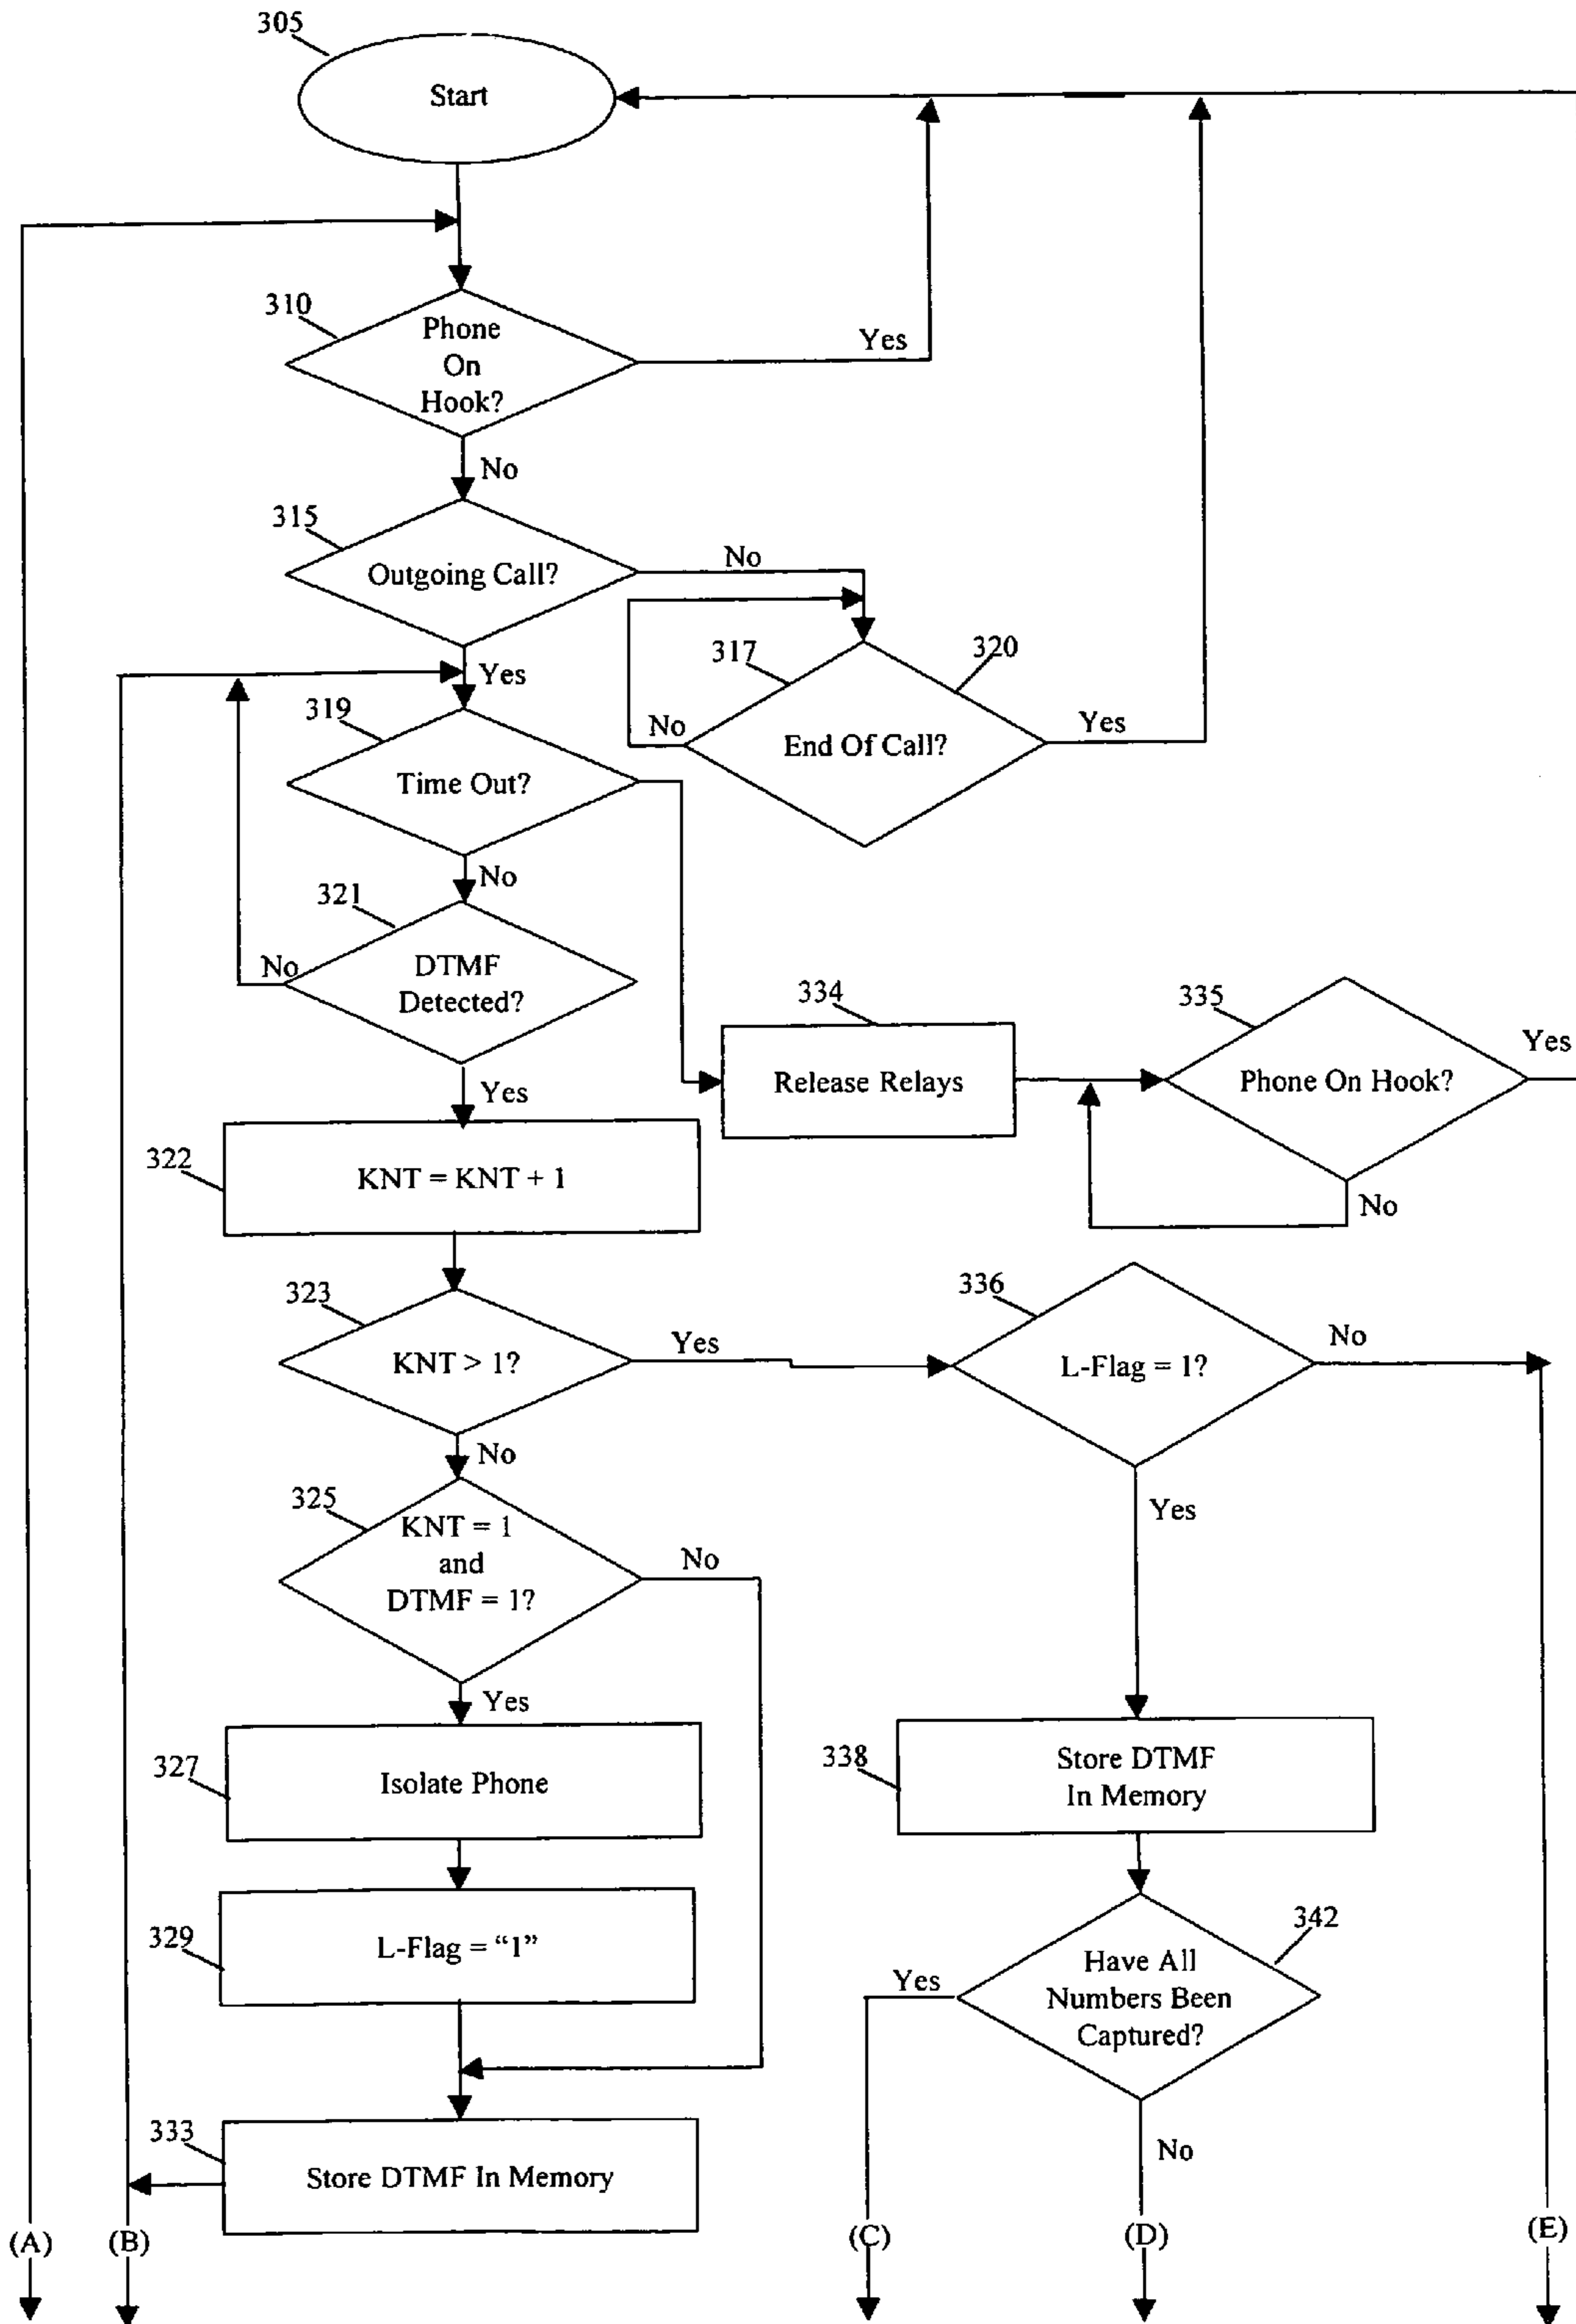 305
Start
310
Phone
On
Hook?
Yes
No
315
Outgoing Call?
No
Yes
317
320
End Of Call?
No
Yes
319
Time Out?
No
321
DTMF
Detected?
No
Yes
334
Release Relays
335
Phone On Hook?
Yes
No
322
KNT = KNT + 1
323
KNT > 1?
Yes
No
336
L-Flag = 1?
No
Yes
325
KNT = 1
and
DTMF = 1?
No
Yes
327
Isolate Phone
338
Store DTMF
In Memory
329
L-Flag = “1”
342
Have All
Numbers Been
Captured?
Yes
No
333
Store DTMF In Memory
(A)
(B)
(C)
(D)
(E)